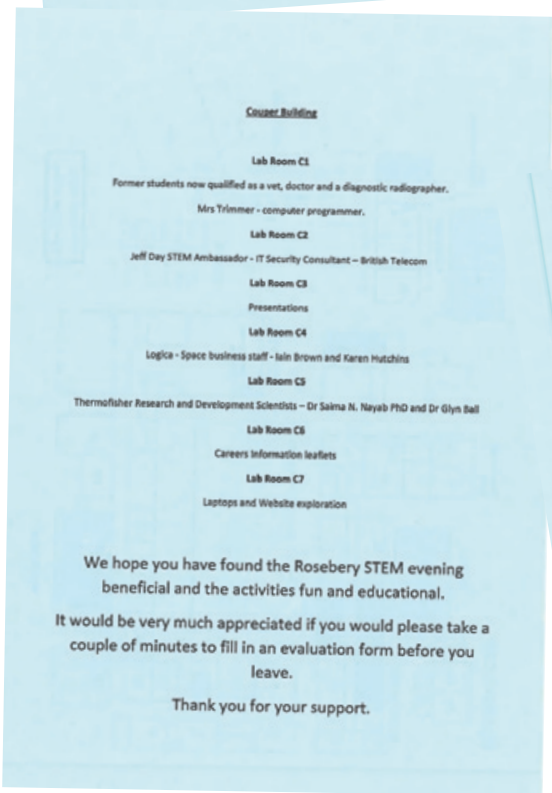 Couper Building
Lab Room C1
Former students now qualified as a vet, doctor and a diagnostic radiographer.
Mrs Trimmer - computer programmer.
Lab Room C2
Jeff Day STEM Ambassador - IT Security Consultant – British Telecom
Lab Room C3
Presentations
Lab Room C4
Logica - Space business staff - Iain Brown and Karen Hutchins
Lab Room C5
Thermofisher Research and Development Scientists – Dr Saima N. Nayab PhD and Dr Glyn Ball
Lab Room C6
Careers Information leaflets
Lab Room C7
Laptops and Website exploration
We hope you have found the Rosebery STEM evening
beneficial and the activities fun and educational.
It would be very much appreciated if you would please take a
couple of minutes to fill in an evaluation form before you
leave.
Thank you for your support.